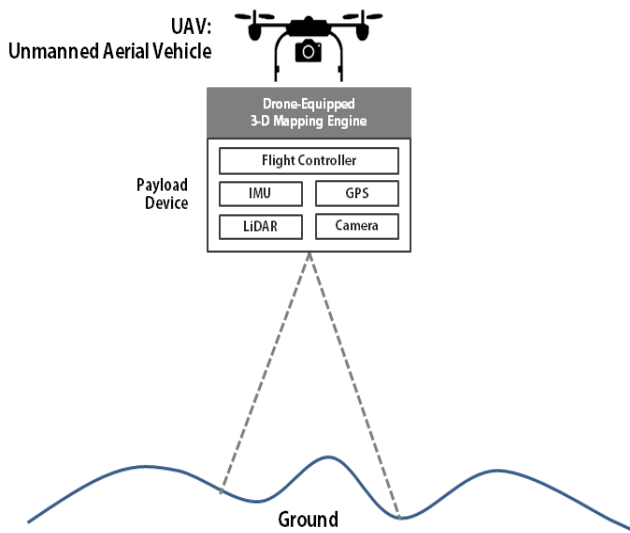 UAV:
Unmanned Aerial Vehicle
Drone-Equipped
3-D Mapping Engine
Flight Controller
Payload
Device
IMU
GPS
LiDAR
Camera
Ground